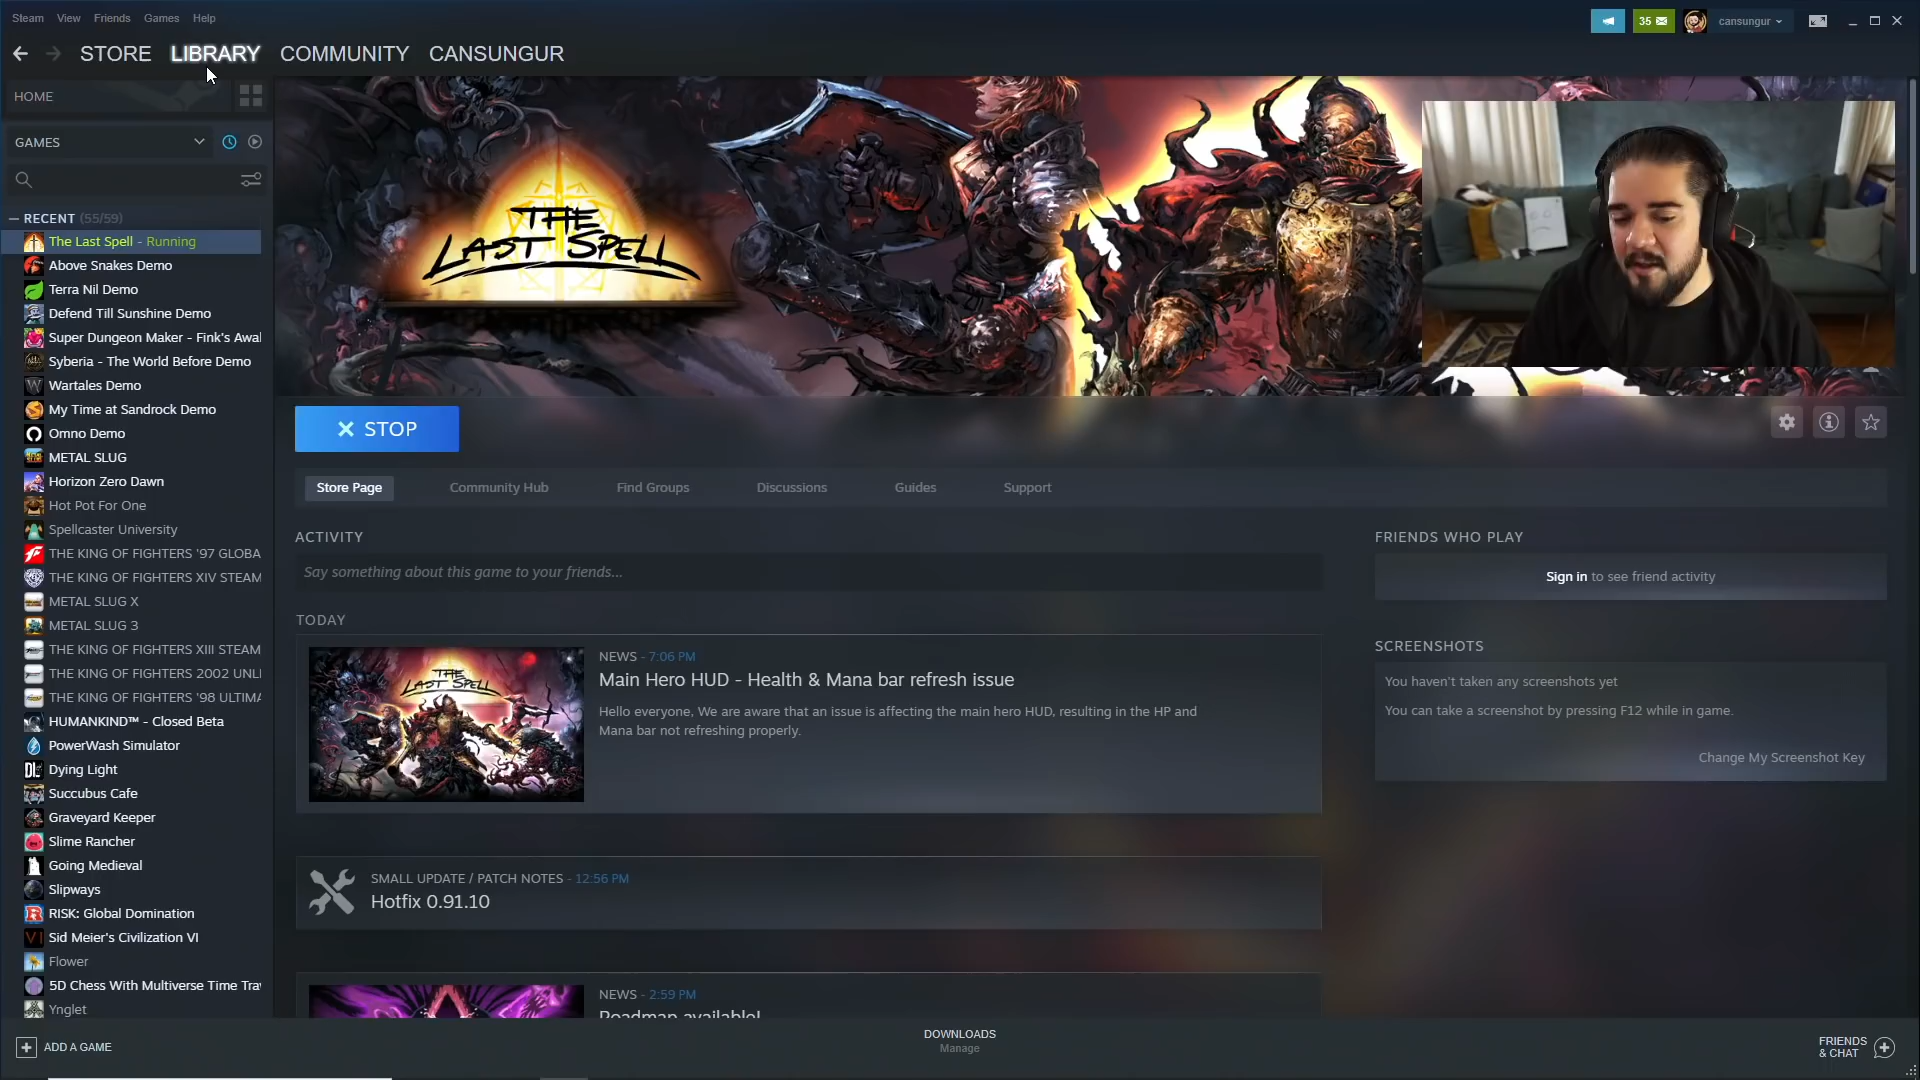 Steam View Friends Games Help
35
cansungur
STORE LIBRARY COMMUNITY CANSUNGUR
HOME
GAMES
RECENT (55/59)
The Last Spell - Running
Above Snakes Demo
Terra Nil Demo
Defend Till Sunshine Demo
Super Dungeon Maker - Fink's Awal
Syberia - The World Before Demo
Wartales Demo
My Time at Sandrock Demo
Omno Demo
METAL SLUG
Horizon Zero Dawn
Hot Pot For One
Spellcaster University
THE KING OF FIGHTERS '97 GLOBA
THE KING OF FIGHTERS XIV STEAM
METAL SLUG X
METAL SLUG 3
THE KING OF FIGHTERS XIII STEAM
THE KING OF FIGHTERS 2002 UNLI
THE KING OF FIGHTERS '98 ULTIMA
HUMANKIND™ - Closed Beta
PowerWash Simulator
Dying Light
Succubus Cafe
Graveyard Keeper
Slime Rancher
Going Medieval
Slipways
RISK: Global Domination
Sid Meier's Civilization VI
Flower
5D Chess With Multiverse Time Tra
Ynglet
ADD A GAME
THE
LAST SPELL
STOP
Store Page Community Hub Find Groups Discussions Guides Support
ACTIVITY
Say something about this game to your friends...
TODAY
THE
LAST SPELL
NEWS - 7:06 PM
Main Hero HUD - Health & Mana bar refresh issue
Hello everyone, We are aware that an issue is affecting the main hero HUD, resulting in the HP and
Mana bar not refreshing properly.
SMALL UPDATE / PATCH NOTES - 12:56 PM
Hotfix 0.91.10
NEWS - 2:59 PM
Roadmap available!
FRIENDS WHO PLAY
Sign in to see friend activity
SCREENSHOTS
You haven't taken any screenshots yet
You can take a screenshot by pressing F12 while in game.
Change My Screenshot Key
DOWNLOADS
Manage
FRIENDS
& CHAT